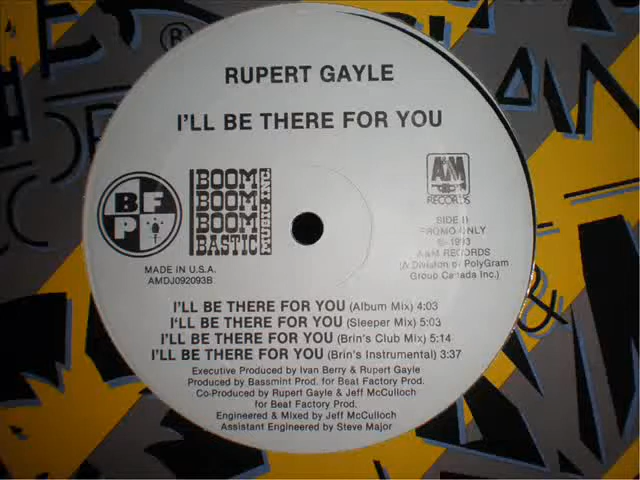 RUPERT GAYLE
I'LL BE THERE FOR YOU
BFP
BOOM
BOOM
BOOM
BASTIC
MUSIC INC
A&M
RECORDS
MADE IN U.S.A.
AMDJ092093B
SIDE II
PROMO ONLY
℗ 1993
A&M RECORDS
(A Division of PolyGram
Group Canada Inc.)
I'LL BE THERE FOR YOU (Album Mix) 4:03
I'LL BE THERE FOR YOU (Sleeper Mix) 5:03
I'LL BE THERE FOR YOU (Brin's Club Mix) 5:14
I'LL BE THERE FOR YOU (Brin's Instrumental) 3:37
Executive Produced by Ivan Berry & Rupert Gayle
Produced by Bassmint Prod. for Beat Factory Prod.
Co-Produced by Rupert Gayle & Jeff McCulloch
for Beat Factory Prod.
Engineered & Mixed by Jeff McCulloch
Assistant Engineered by Steve Major
&